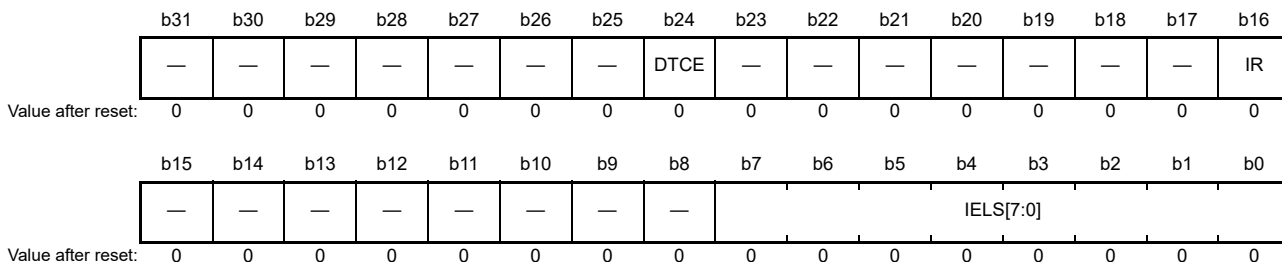 b31 b30 b29 b28 b27 b26 b25 b24 b23 b22 b21 b20 b19 b18 b17 b16
— — — — — — — DTCE — — — — — — — IR
Value after reset: 0 0 0 0 0 0 0 0 0 0 0 0 0 0 0 0
b15 b14 b13 b12 b11 b10 b9 b8 b7 b6 b5 b4 b3 b2 b1 b0
— — — — — — — — IELS[7:0]
Value after reset: 0 0 0 0 0 0 0 0 0 0 0 0 0 0 0 0